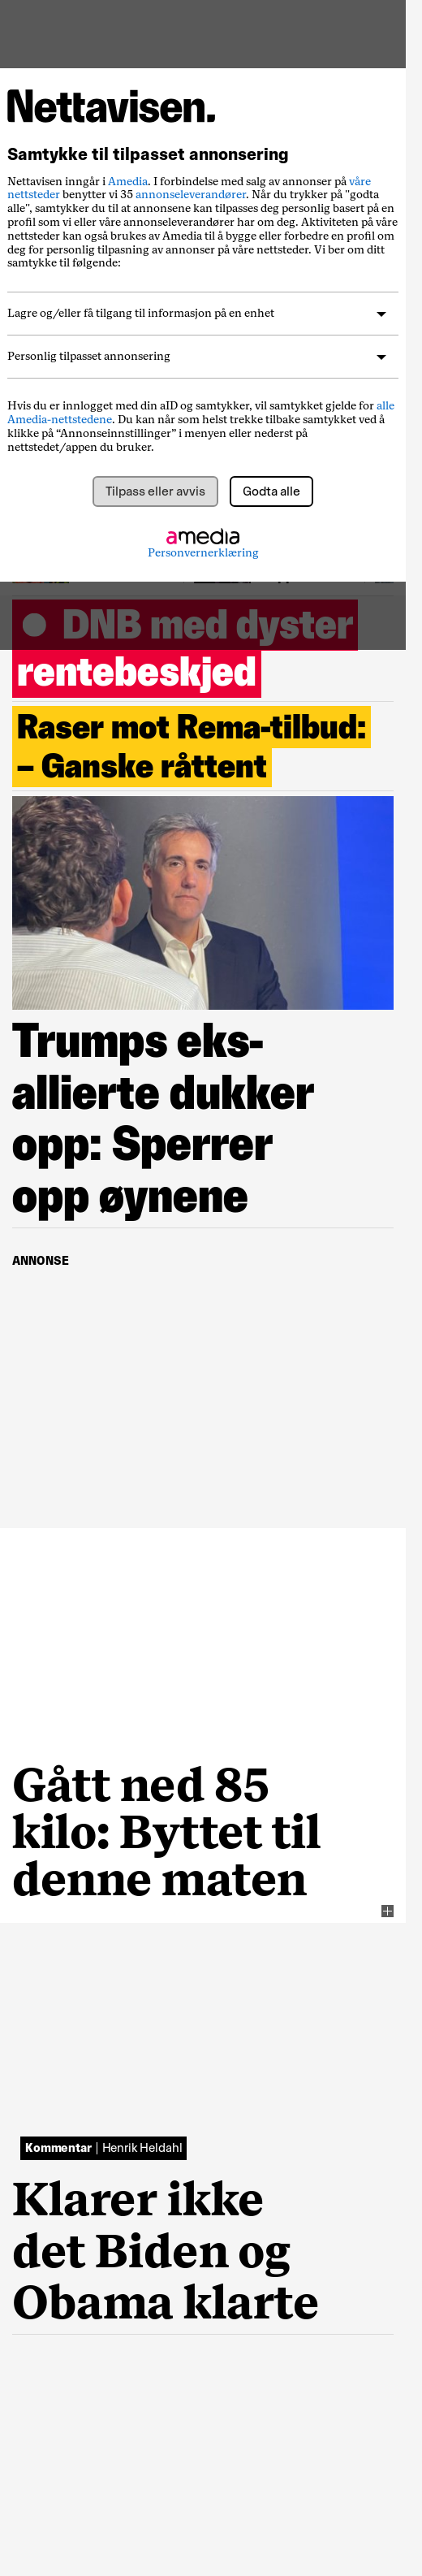 Nettavisen.
Samtykke til tilpasset annonsering
Nettavisen inngår i Amedia. I forbindelse med salg av annonser på våre
nettsteder benytter vi 35 annonseleverandører. Når du trykker på "godta
alle", samtykker du til at annonsene kan tilpasses deg personlig basert på en
profil som vi eller våre annonseleverandører har om deg. Aktiviteten på våre
nettsteder kan også brukes av Amedia til å bygge eller forbedre en profil om
deg for personlig tilpasning av annonser på våre nettsteder. Vi ber om ditt
samtykke til følgende:
Lagre og/eller få tilgang til informasjon på en enhet
Personlig tilpasset annonsering
Hvis du er innlogget med din aID og samtykker, vil samtykket gjelde for alle
Amedia-nettstedene. Du kan når som helst trekke tilbake samtykket ved å
klikke på “Annonseinnstillinger” i menyen eller nederst på
nettstedet/appen du bruker.
Tilpass eller avvis Godta alle
amedia
Personvernerklæring
DNB med dyster
rentebeskjed
Raser mot Rema-tilbud:
– Ganske råttent
Trumps eks-
allierte dukker
opp: Sperrer
opp øynene
ANNONSE
Gått ned 85
kilo: Byttet til
denne maten
Kommentar | Henrik Heldahl
Klarer ikke
det Biden og
Obama klarte